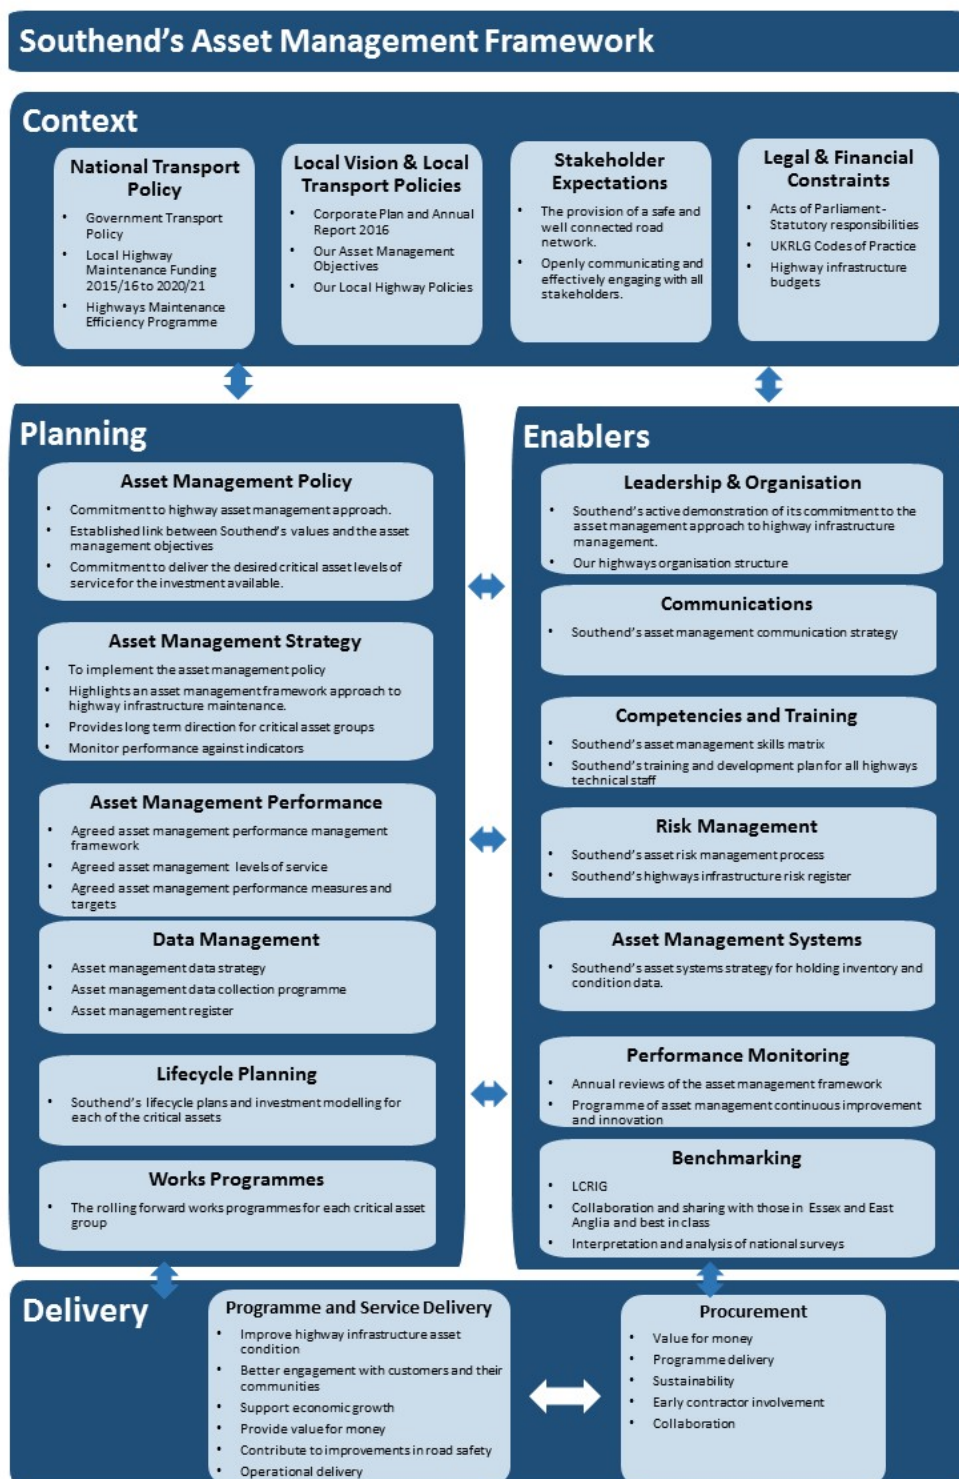 Southend's Asset Management Framework
Context
National Transport
Policy
• Government Transport
Policy
• Local Highway
Maintenance Funding
2015/16 to 2020/21
• Highways Maintenance
Efficiency Programme
Local Vision & Local
Transport Policies
• Corporate Plan and Annual
Report 2016
• Our Asset Management
Objectives
• Our Local Highway Policies
Stakeholder
Expectations
• The provision of a safe and
well connected road
network.
• Openly communicating and
effectively engaging with all
stakeholders.
Legal & Financial
Constraints
• Acts of Parliament -
Statutory responsibilities
• UKRLG Codes of Practice
• Highway infrastructure
budgets
Planning
Asset Management Policy
• Commitment to highway asset management approach.
• Established link between Southend's values and the asset
management objectives
• Commitment to deliver the desired critical asset levels of
service for the investment available.
Asset Management Strategy
• To implement the asset management policy
• Highlights an asset management framework approach to
highway infrastructure maintenance.
• Provides long term direction for critical asset groups
• Monitor performance against indicators
Asset Management Performance
• Agreed asset management performance management
framework
• Agreed asset management levels of service
• Agreed asset management performance measures and
targets
Data Management
• Asset management data strategy
• Asset management data collection programme
• Asset management register
Lifecycle Planning
• Southend's lifecycle plans and investment modelling for
each of the critical assets
Works Programmes
• The rolling forward works programmes for each critical asset
group
Enablers
Leadership & Organisation
• Southend's active demonstration of its commitment to the
asset management approach to highway infrastructure
management.
• Our highways organisation structure
Communications
• Southend's asset management communication strategy
Competencies and Training
• Southend's asset management skills matrix
• Southend's training and development plan for all highways
technical staff
Risk Management
• Southend's asset risk management process
• Southend's highways infrastructure risk register
Asset Management Systems
• Southend's asset systems strategy for holding inventory and
condition data.
Performance Monitoring
• Annual reviews of the asset management framework
• Programme of asset management continuous improvement
and innovation
Benchmarking
• LCRIG
• Collaboration and sharing with those in Essex and East
Anglia and best in class
• Interpretation and analysis of national surveys
Delivery
Programme and Service Delivery
• Improve highway infrastructure asset
condition
• Better engagement with customers and their
communities
• Support economic growth
• Provide value for money
• Contribute to improvements in road safety
• Operational delivery
Procurement
• Value for money
• Programme delivery
• Sustainability
• Early contractor involvement
• Collaboration